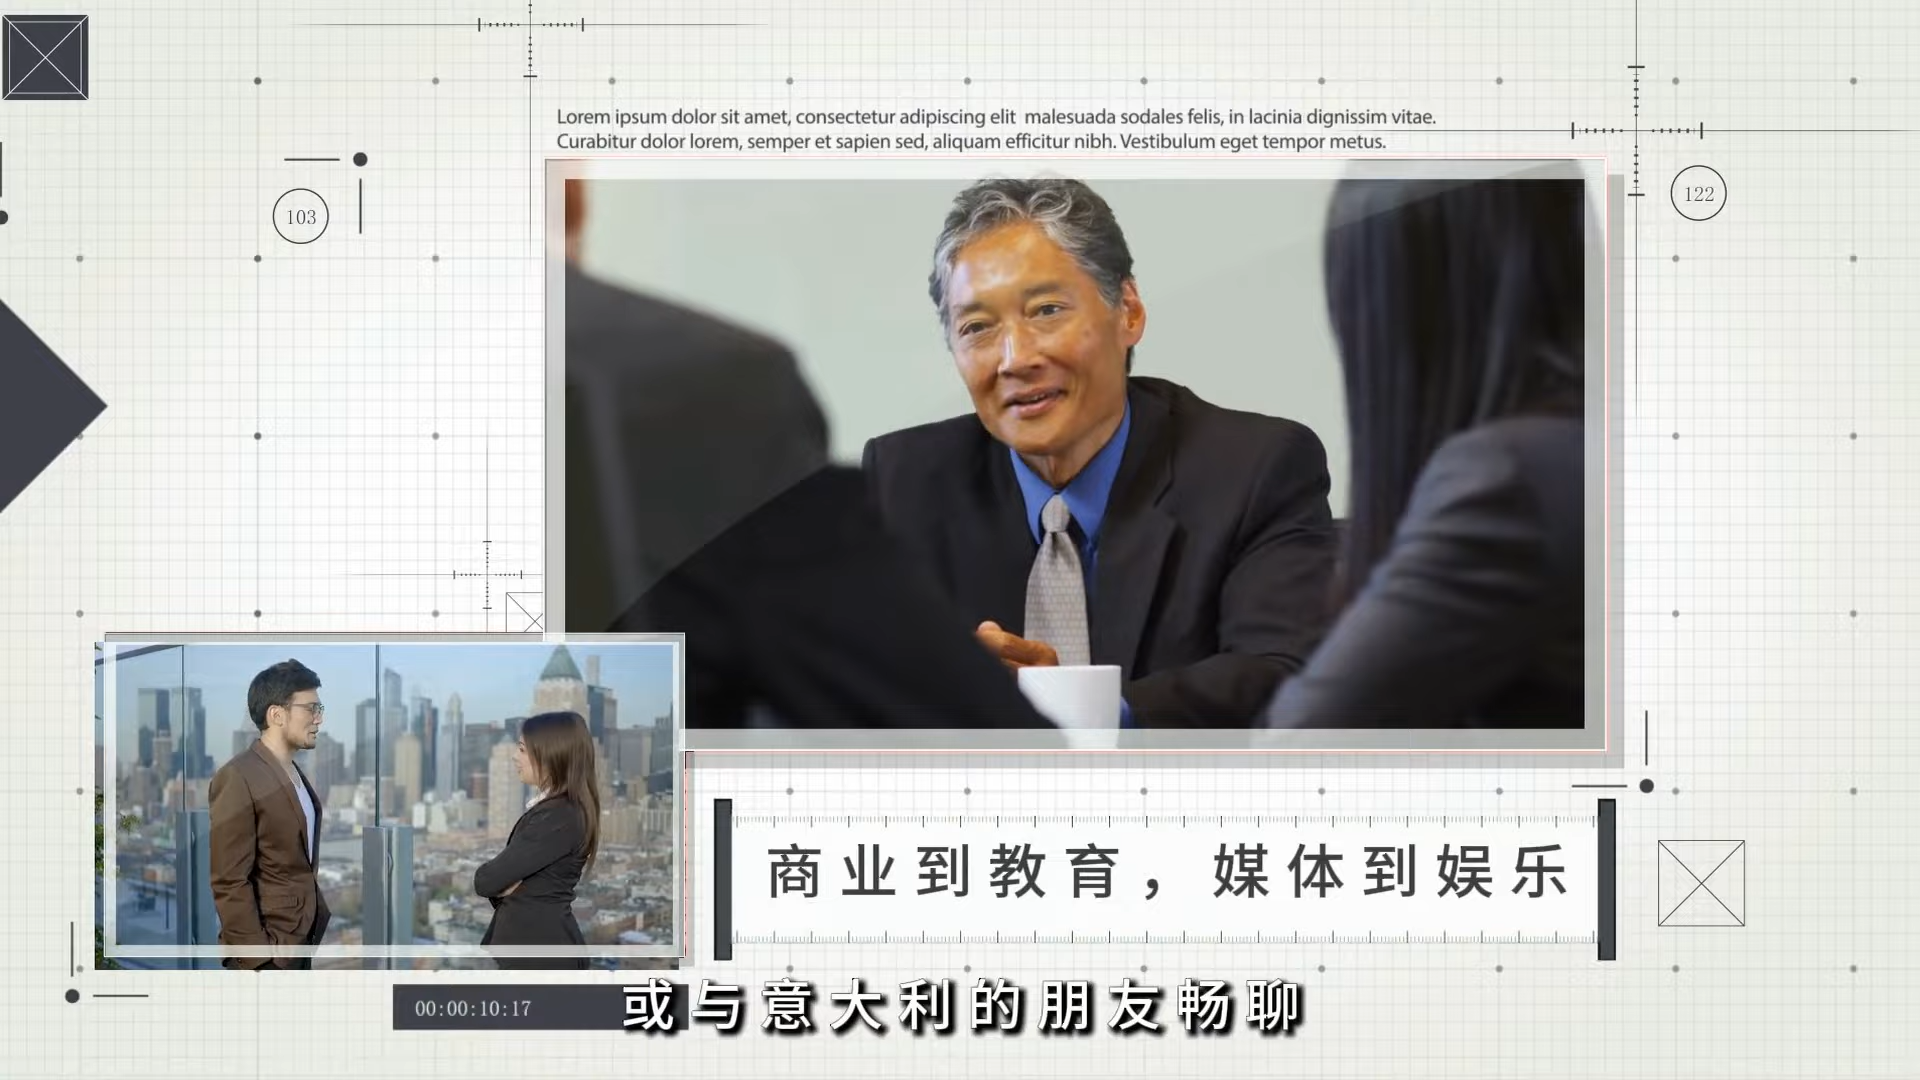 Lorem ipsum dolor sit amet, consectetur adipiscing elit malesuada sodales felis, in lacinia dignissim vitae.
Curabitur dolor lorem, semper et sapien sed, aliquam efficitur nibh. Vestibulum eget tempor metus.
103
122
商业到教育，媒体到娱乐
00:00:10:17
或与意大利的朋友畅聊